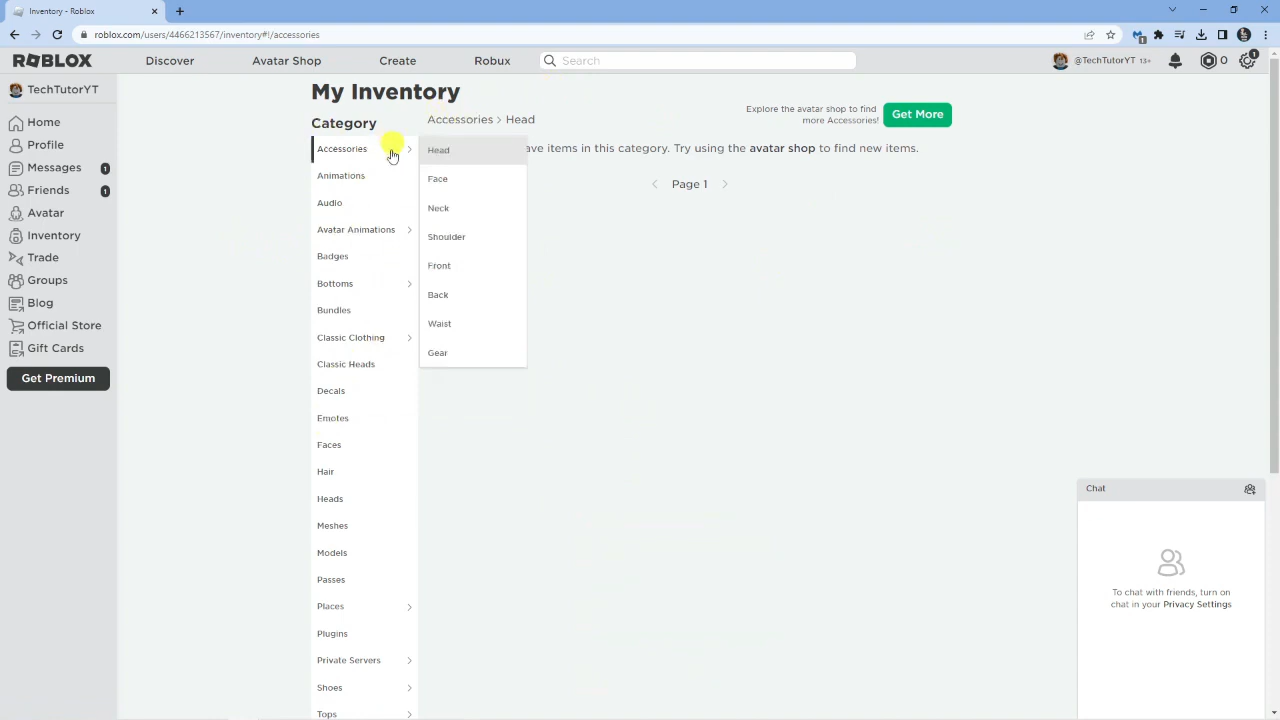 Inventory - Roblox
roblox.com/users/4466213567/inventory#!/accessories
1
ROBLOX
Discover
Avatar Shop
Create
Robux
Search
@TechTutorYT 13+
0
1
TechTutorYT
Home
Profile
Messages 1
Friends 1
Avatar
Inventory
Trade
Groups
Blog
Official Store
Gift Cards
Get Premium
My Inventory
Category
Accessories
Animations
Audio
Avatar Animations
Badges
Bottoms
Bundles
Classic Clothing
Classic Heads
Decals
Emotes
Faces
Hair
Heads
Meshes
Models
Passes
Places
Plugins
Private Servers
Shoes
Tops
Accessories > Head
Explore the avatar shop to find
more Accessories!
Get More
Head
Face
Neck
Shoulder
Front
Back
Waist
Gear
ave items in this category. Try using the avatar shop to find new items.
Page 1
Chat
To chat with friends, turn on
chat in your Privacy Settings